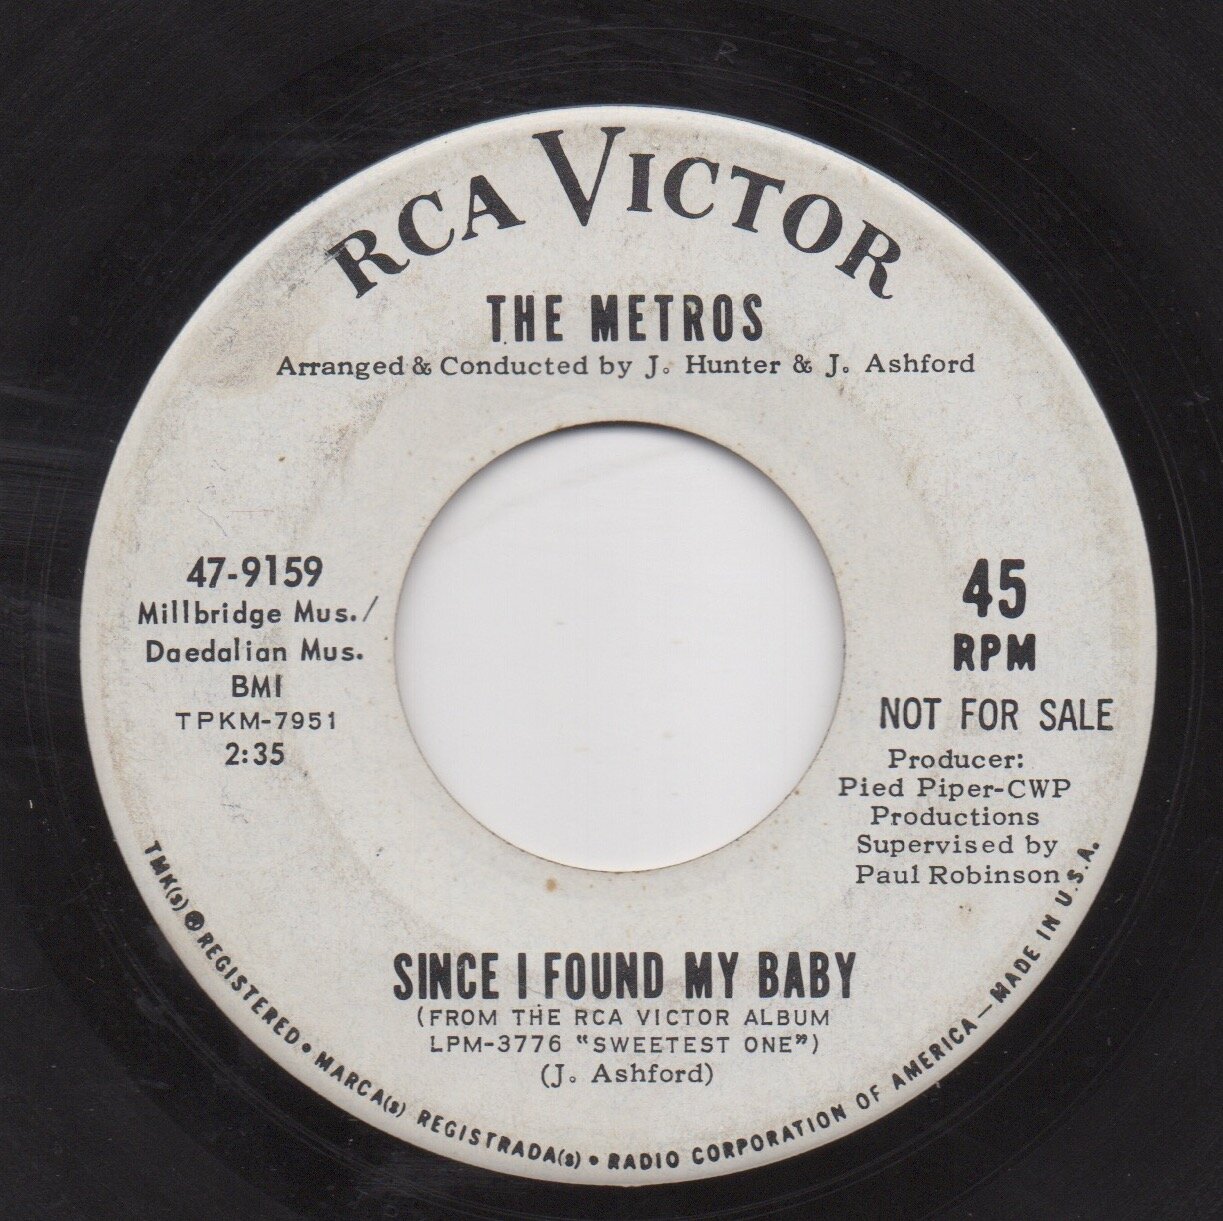 RCA VICTOR
THE METROS
Arranged & Conducted by J. Hunter & J. Ashford
47-9159
Millbridge Mus./
Daedalian Mus.
BMI
TPKM-7951
2:35
45
RPM
NOT FOR SALE
Producer:
Pied Piper-CWP
Productions
Supervised by
Paul Robinson
SINCE I FOUND MY BABY
(FROM THE RCA VICTOR ALBUM
LPM-3776 "SWEETEST ONE")
(J. Ashford)
TMK(s) ® REGISTERED • MARCA(s) REGISTRADA(s) • RADIO CORPORATION OF AMERICA—MADE IN U.S.A.